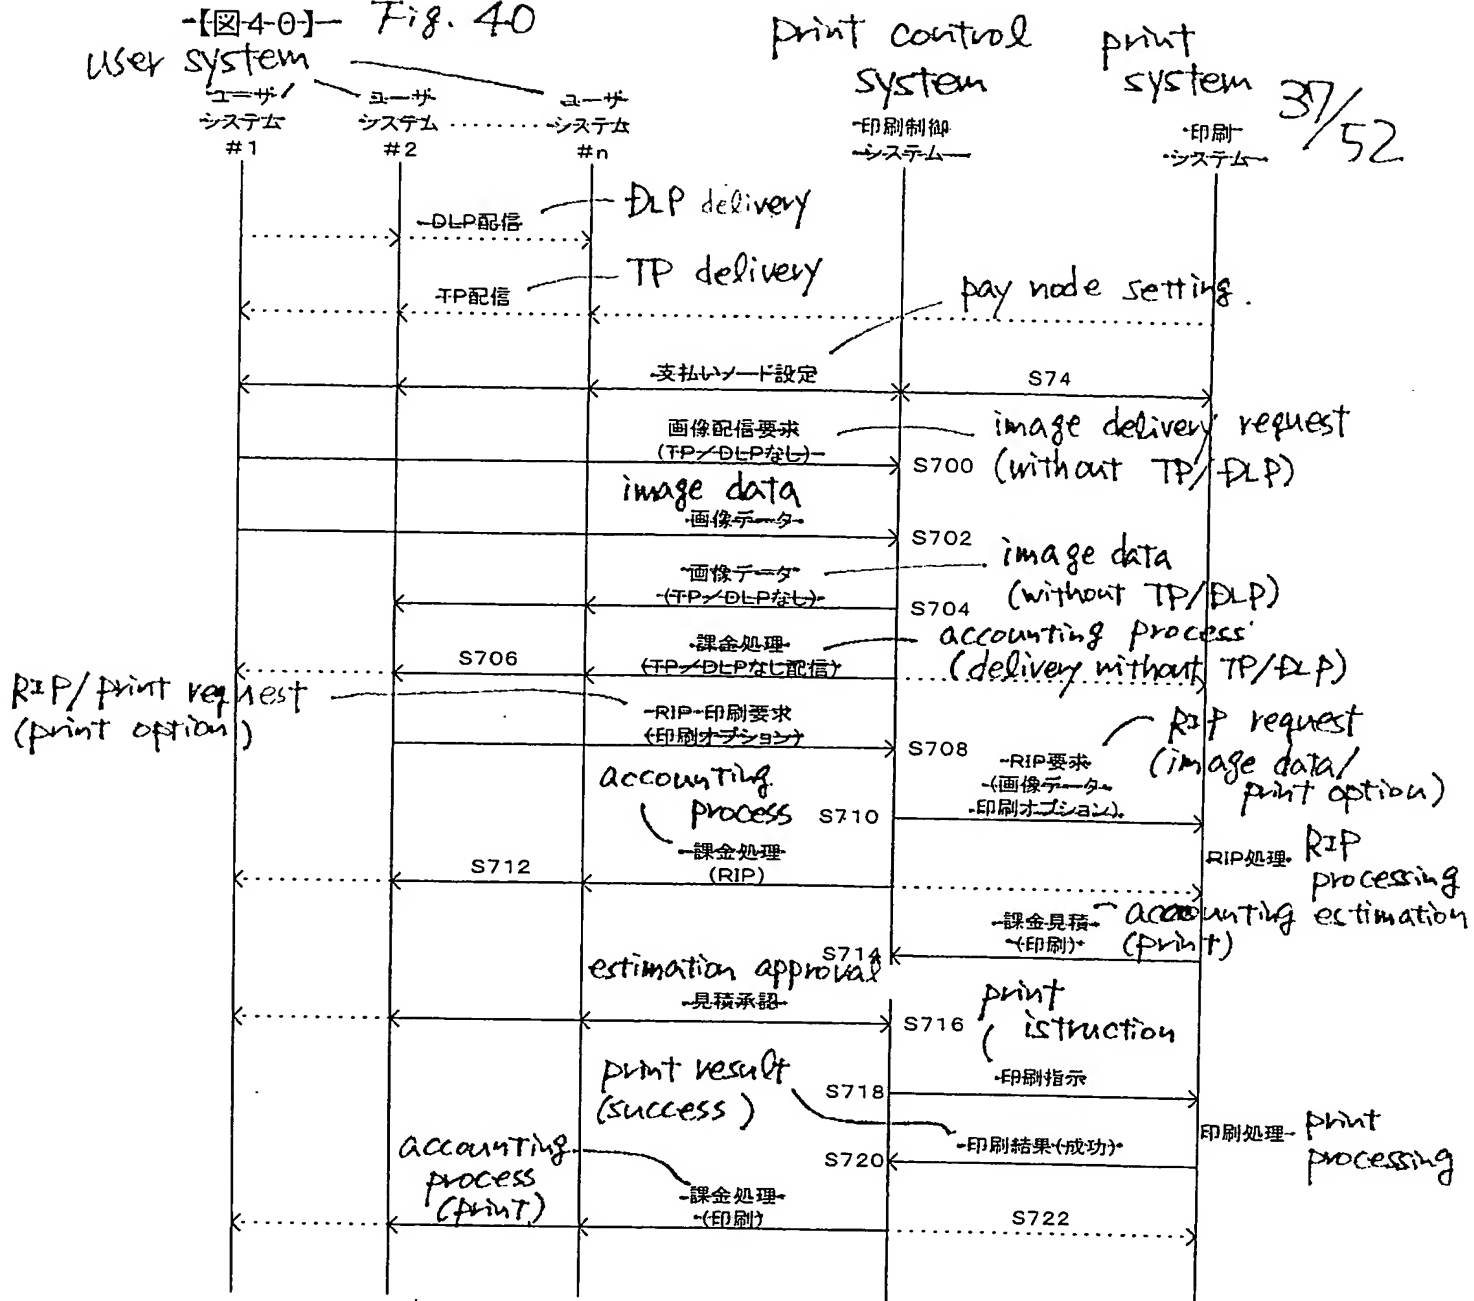 【図40】 Fig. 40
user system
print control system
print system
37/52
ユーザシステム #1
ユーザシステム #2
ユーザシステム #n
印刷制御システム
印刷システム
DLP配信
DLP delivery
TP配信
TP delivery
pay node setting.
支払いノード設定
S74
画像配信要求
(TP/DLPなし)
S700
image delivery request
(without TP/DLP)
image data
画像データ
S702
画像データ
(TP/DLPなし)
S704
image data
(without TP/DLP)
課金処理
(TP/DLPなし配信)
S706
accounting process
(delivery without TP/DLP)
RIP/print request
(print option)
RIP・印刷要求
(印刷オプション)
S708
RIP要求
(画像データ
印刷オプション)
S710
RIP request
(image data/
print option)
accounting
process
課金処理
(RIP)
S712
RIP処理
RIP
processing
課金見積
(印刷)
S714
accounting estimation
(print)
estimation approval
見積承認
S716
print
istruction
印刷指示
S718
print result
(success)
印刷処理
print
processing
印刷結果(成功)
S720
accounting
process
(print)
課金処理
(印刷)
S722